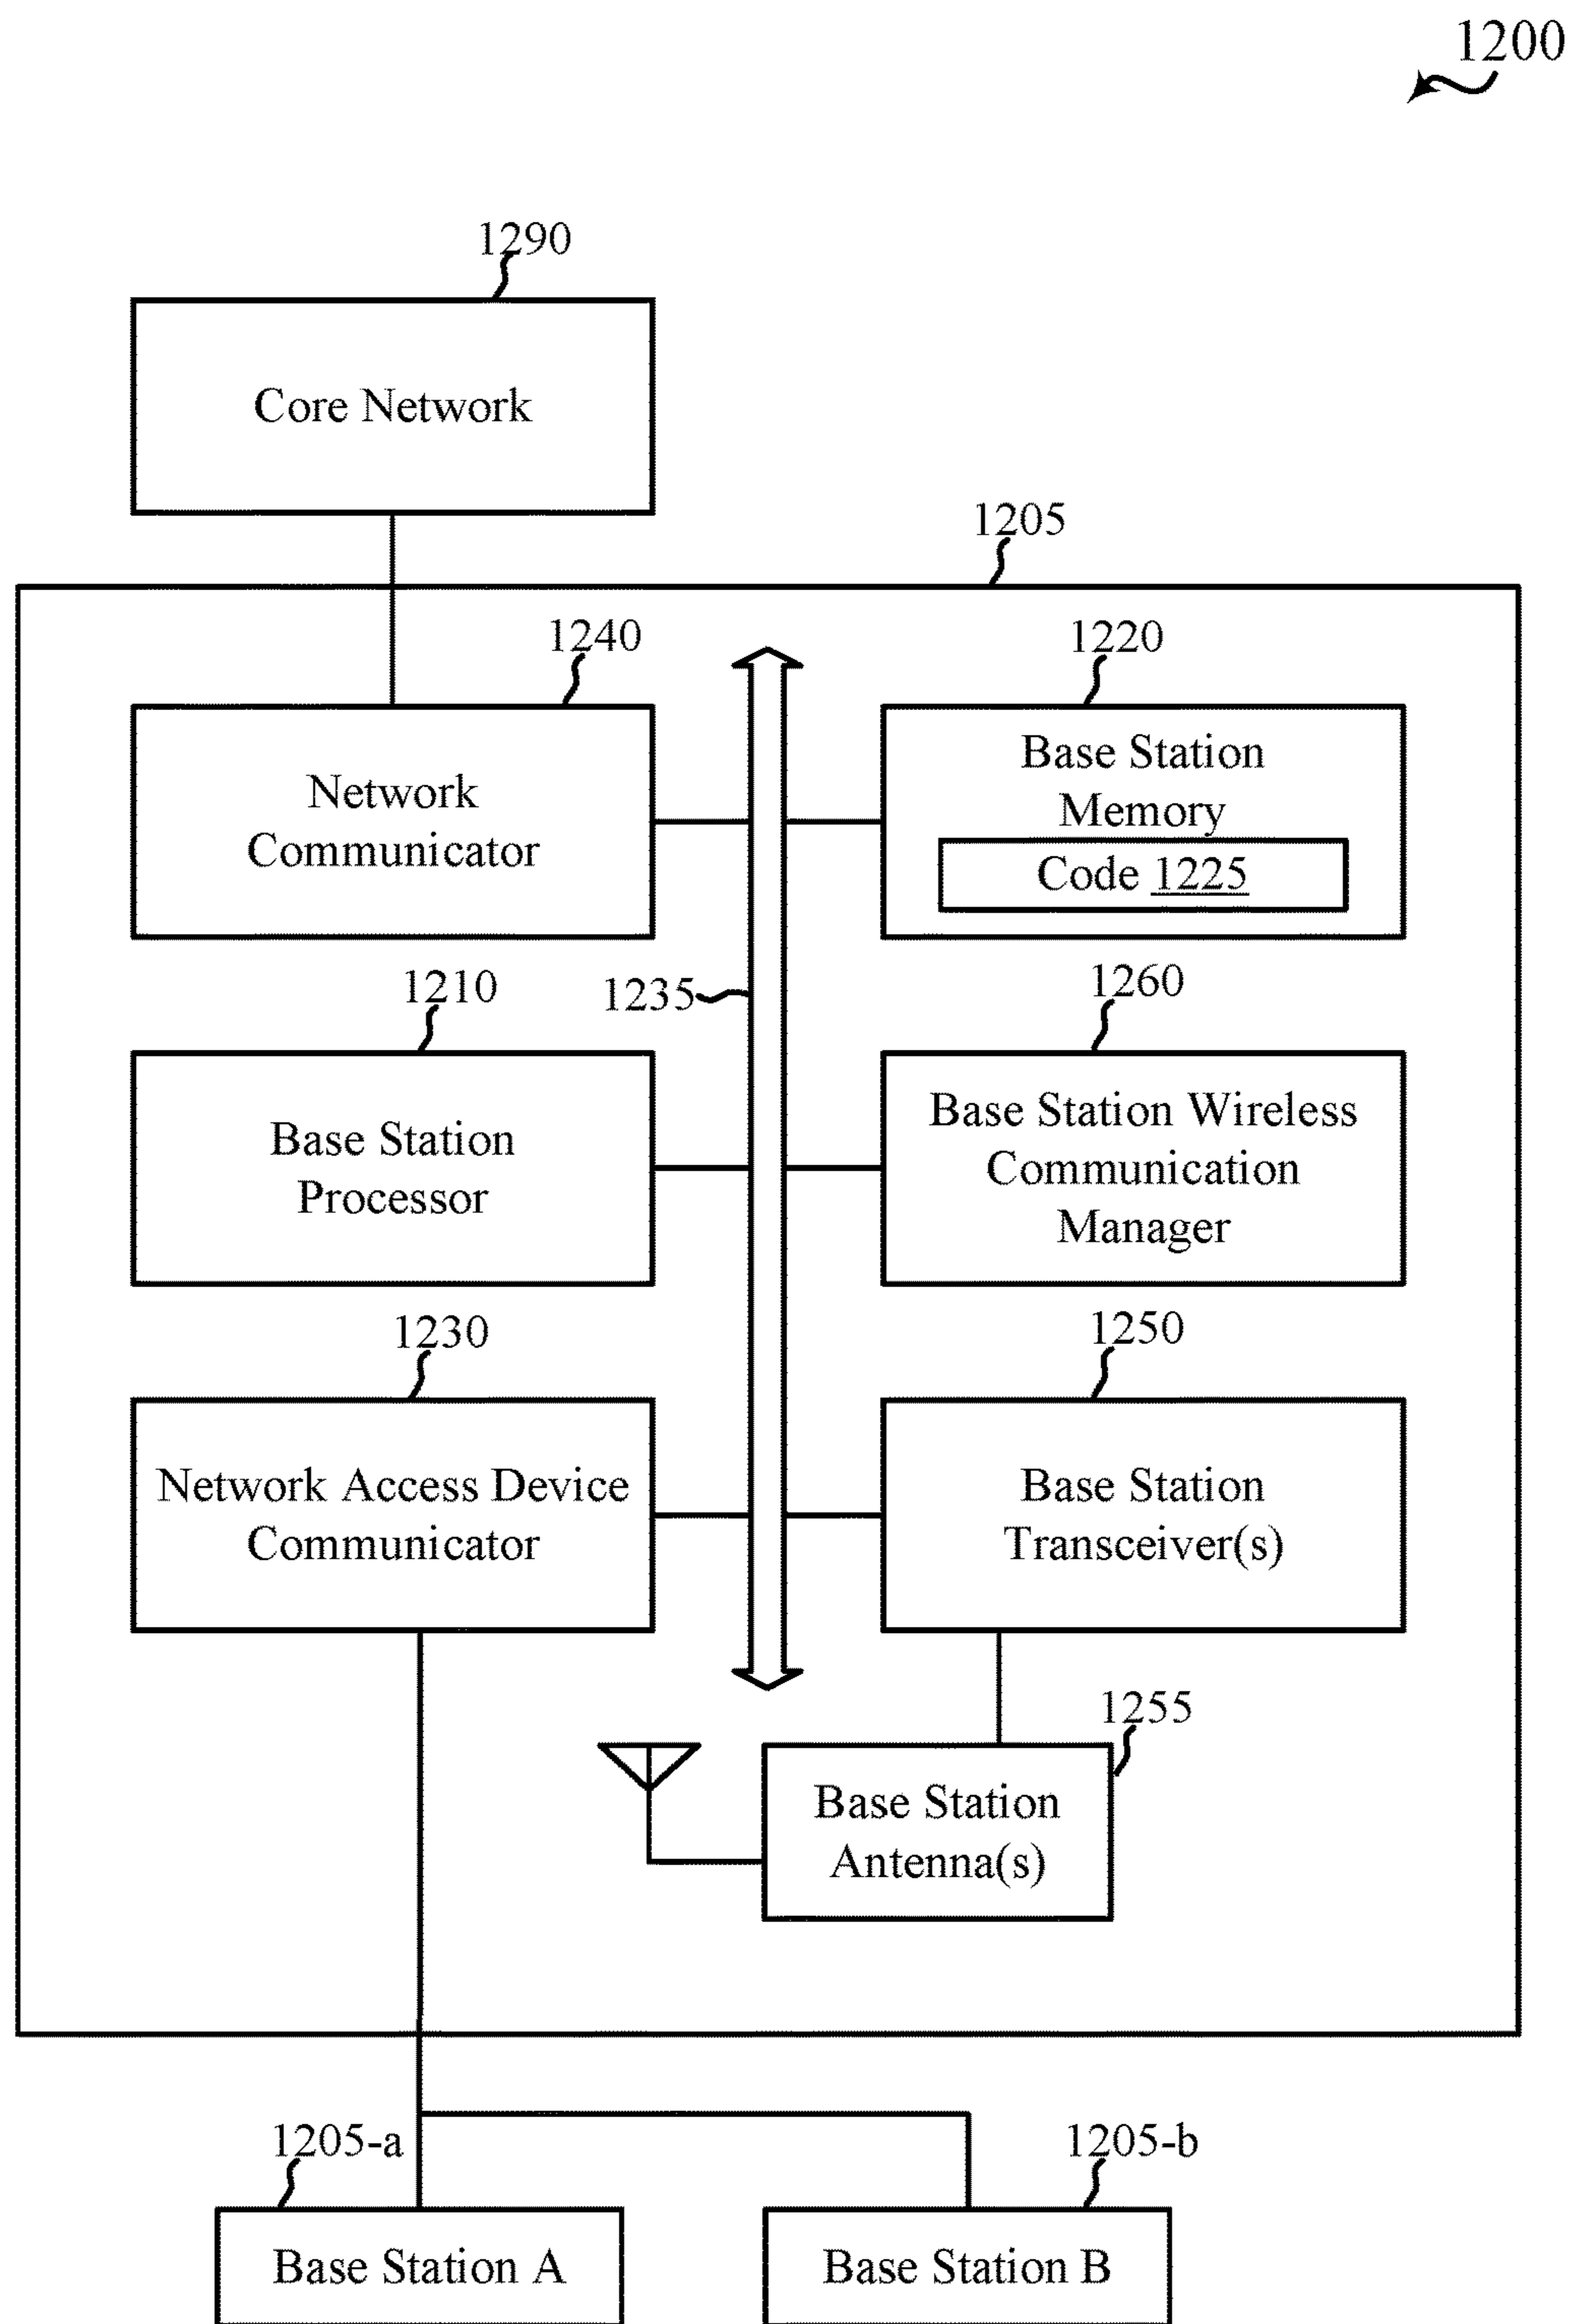 1200
1290
Core Network
1205
1240
1220
Network
Communicator
Base Station
Memory
Code 1225
1210
1235
1260
Base Station
Processor
Base Station Wireless
Communication
Manager
1230
1250
Network Access Device
Communicator
Base Station
Transceiver(s)
1255
Base Station
Antenna(s)
1205-a
1205-b
Base Station A
Base Station B